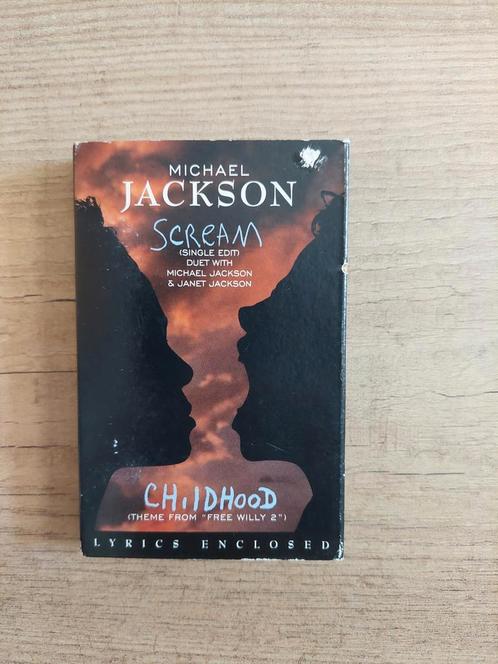 MICHAEL
JACKSON
SCREAM
(SINGLE EDIT)
DUET WITH
MICHAEL JACKSON
& JANET JACKSON
CHiLDHOOD
(THEME FROM "FREE WILLY 2")
LYRICS ENCLOSED